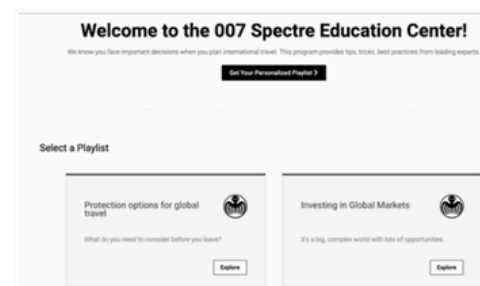 Welcome to the 007 Spectre Education Center!
We know you face important decisions when you plan international travel. This program provides tips, tricks, best practices from leading experts.
Get Your Personalized Playlist >
Select a Playlist
Protection options for global
travel
What do you need to consider before you leave?
Explore
Investing in Global Markets
It's a big, complex world with lots of opportunities.
Explore